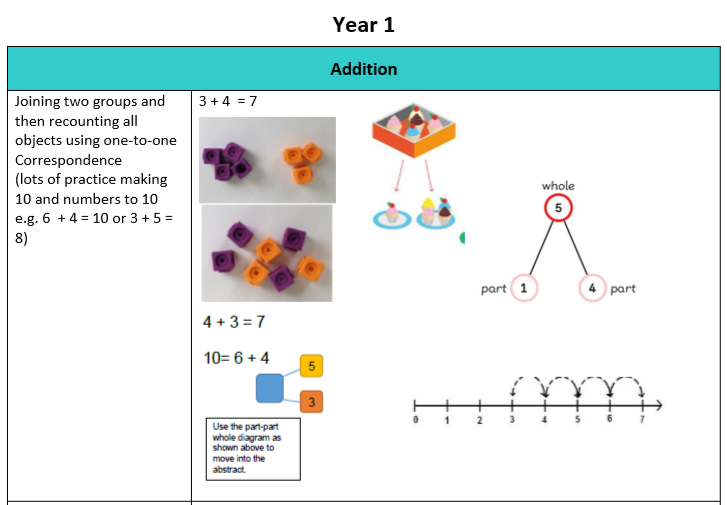 Year 1
Addition
Joining two groups and
then recounting all
objects using one-to-one
Correspondence
(lots of practice making
10 and numbers to 10
e.g. 6  + 4 = 10 or 3 + 5 =
8)
3 + 4  = 7
4 + 3 = 7
10= 6 + 4
5
3
Use the part-part
whole diagram as
shown above to
move into the
abstract.
whole
5
part 1 4 part
0 1 2 3 4 5 6 7